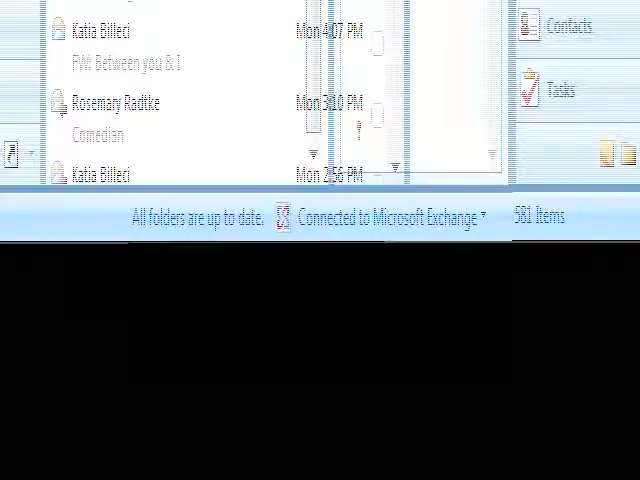 Katia Billeci Mon 4:07 PM
FW: Between you & I
Rosemary Radtke Mon 3:10 PM
Comedian
Katia Billeci Mon 2:56 PM
Contacts
Tasks
All folders are up to date. Connected to Microsoft Exchange
581 Items